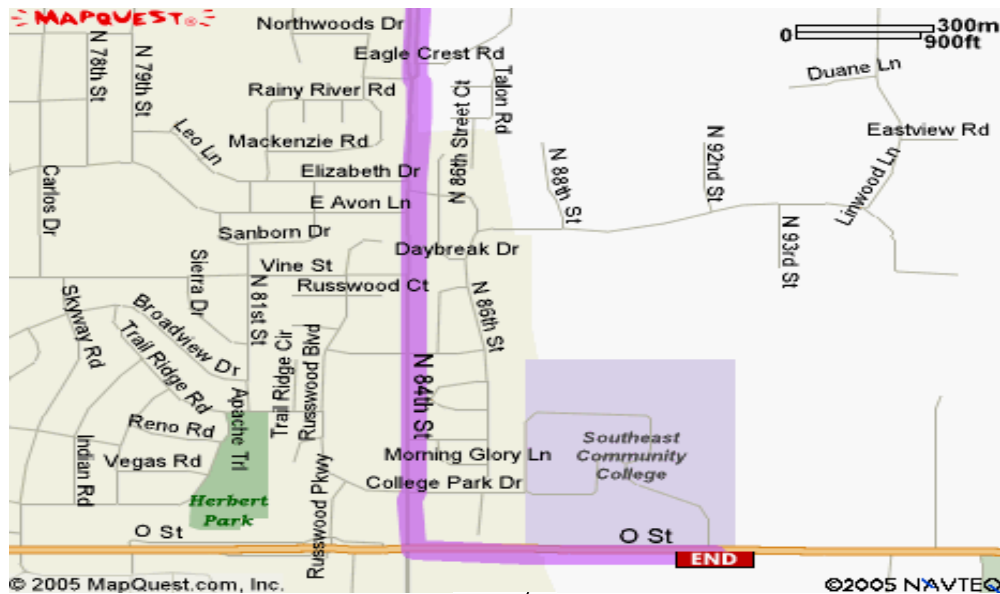 MAPQUEST®
Northwoods Dr
0 300m
900ft
N 78th St
N 79th St
Eagle Crest Rd
Duane Ln
Rainy River Rd
Talon Rd
N 86th Street Ct
Leo Ln
Mackenzie Rd
Eastview Rd
N 92nd St
N 88th St
Elizabeth Dr
Linwood Ln
Carlos Dr
E Avon Ln
Sanborn Dr
Daybreak Dr
N 93rd St
Sierra Dr
Vine St
N 81st St
Russwood Ct
N 86th St
Skyway Rd
Broadview Dr
Trail Ridge Rd
Trail Ridge Clr
Russwood Blvd
N 84th St
Apache Trl
Reno Rd
Indian Rd
Vegas Rd
Morning Glory Ln
Southeast
Community
College
College Park Dr
Russwood Pkwy
Herbert
Park
O St
O St
END
© 2005 MapQuest.com, Inc.
©2005 NAVTEQ